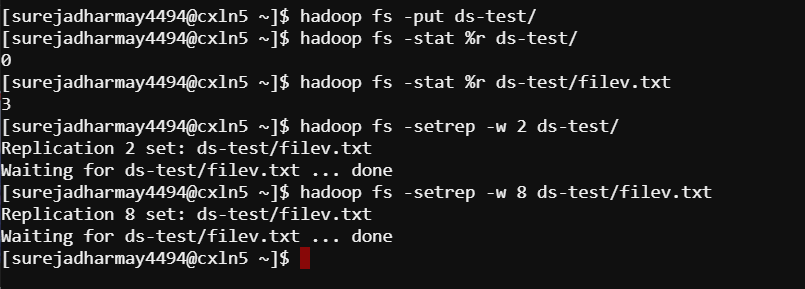 [surejadharmay4494@cxln5 ~]$ hadoop fs -put ds-test/
[surejadharmay4494@cxln5 ~]$ hadoop fs -stat %r ds-test/
0
[surejadharmay4494@cxln5 ~]$ hadoop fs -stat %r ds-test/filev.txt
3
[surejadharmay4494@cxln5 ~]$ hadoop fs -setrep -w 2 ds-test/
Replication 2 set: ds-test/filev.txt
Waiting for ds-test/filev.txt ... done
[surejadharmay4494@cxln5 ~]$ hadoop fs -setrep -w 8 ds-test/filev.txt
Replication 8 set: ds-test/filev.txt
Waiting for ds-test/filev.txt ... done
[surejadharmay4494@cxln5 ~]$